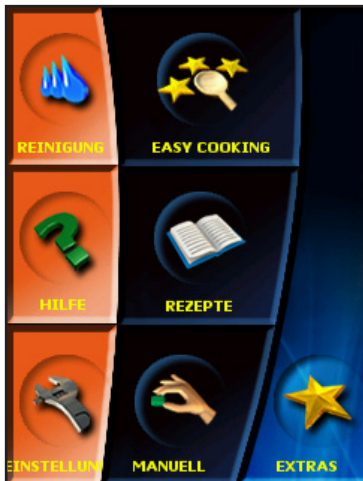 REINIGUNG
EASY COOKING
HILFE
REZEPTE
EINSTELLUN
MANUELL
EXTRAS